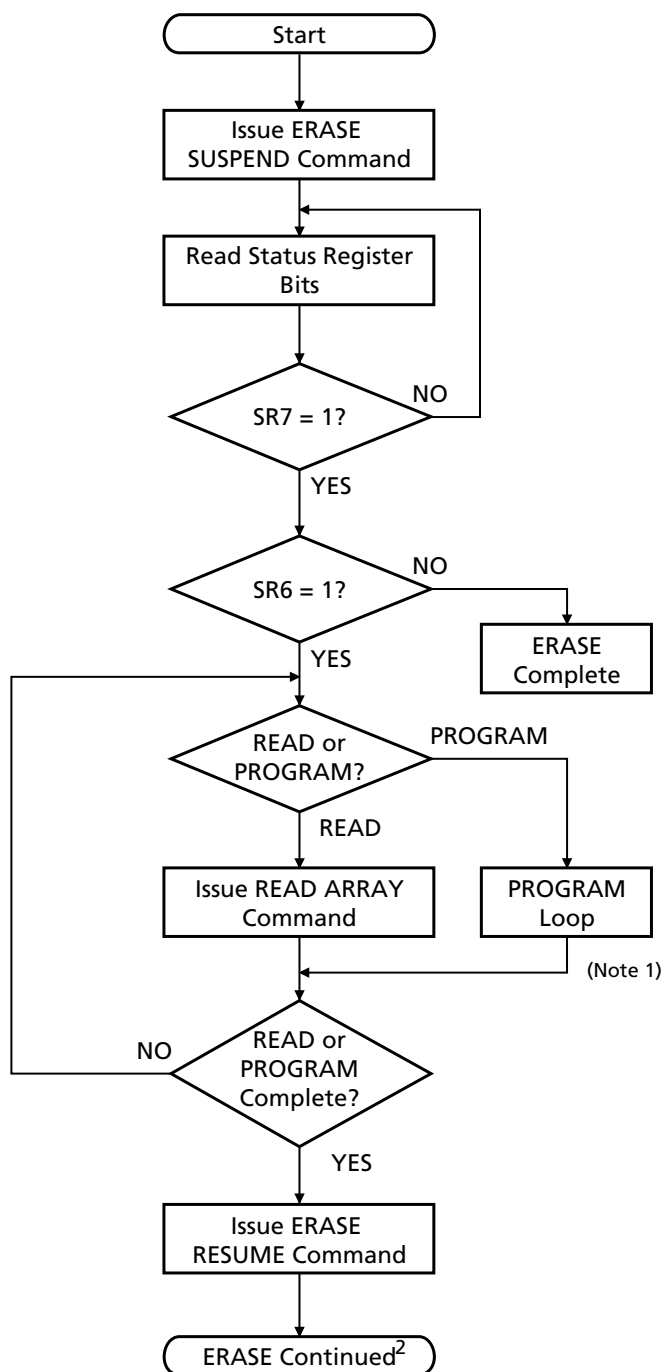 Start
Issue ERASE
SUSPEND Command
Read Status Register
Bits
NO
SR7 = 1?
YES
NO
SR6 = 1?
YES
ERASE
Complete
READ or
PROGRAM?
PROGRAM
READ
Issue READ ARRAY
Command
PROGRAM
Loop
(Note 1)
READ or
PROGRAM
Complete?
NO
YES
Issue ERASE
RESUME Command
ERASE Continued2